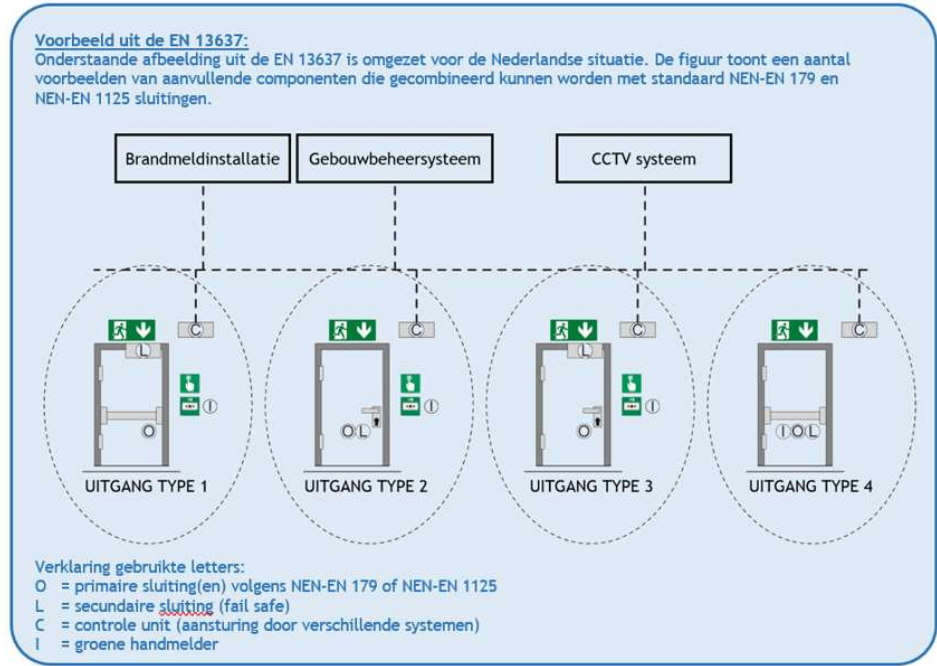 Voorbeeld uit de EN 13637:
Onderstaande afbeelding uit de EN 13637 is omgezet voor de Nederlandse situatie. De figuur toont een aantal
voorbeelden van aanvullende componenten die gecombineerd kunnen worden met standaard NEN-EN 179 en
NEN-EN 1125 sluitingen.
Brandmeldinstallatie
Gebouwbeheersysteem
CCTV systeem
C
C
C
C
L
L
I
I
I
O
OL
O
IOL
UITGANG TYPE 1
UITGANG TYPE 2
UITGANG TYPE 3
UITGANG TYPE 4
Verklaring gebruikte letters:
O = primaire sluiting(en) volgens NEN-EN 179 of NEN-EN 1125
L = secundaire sluiting (fail safe)
C = controle unit (aansturing door verschillende systemen)
I = groene handmelder